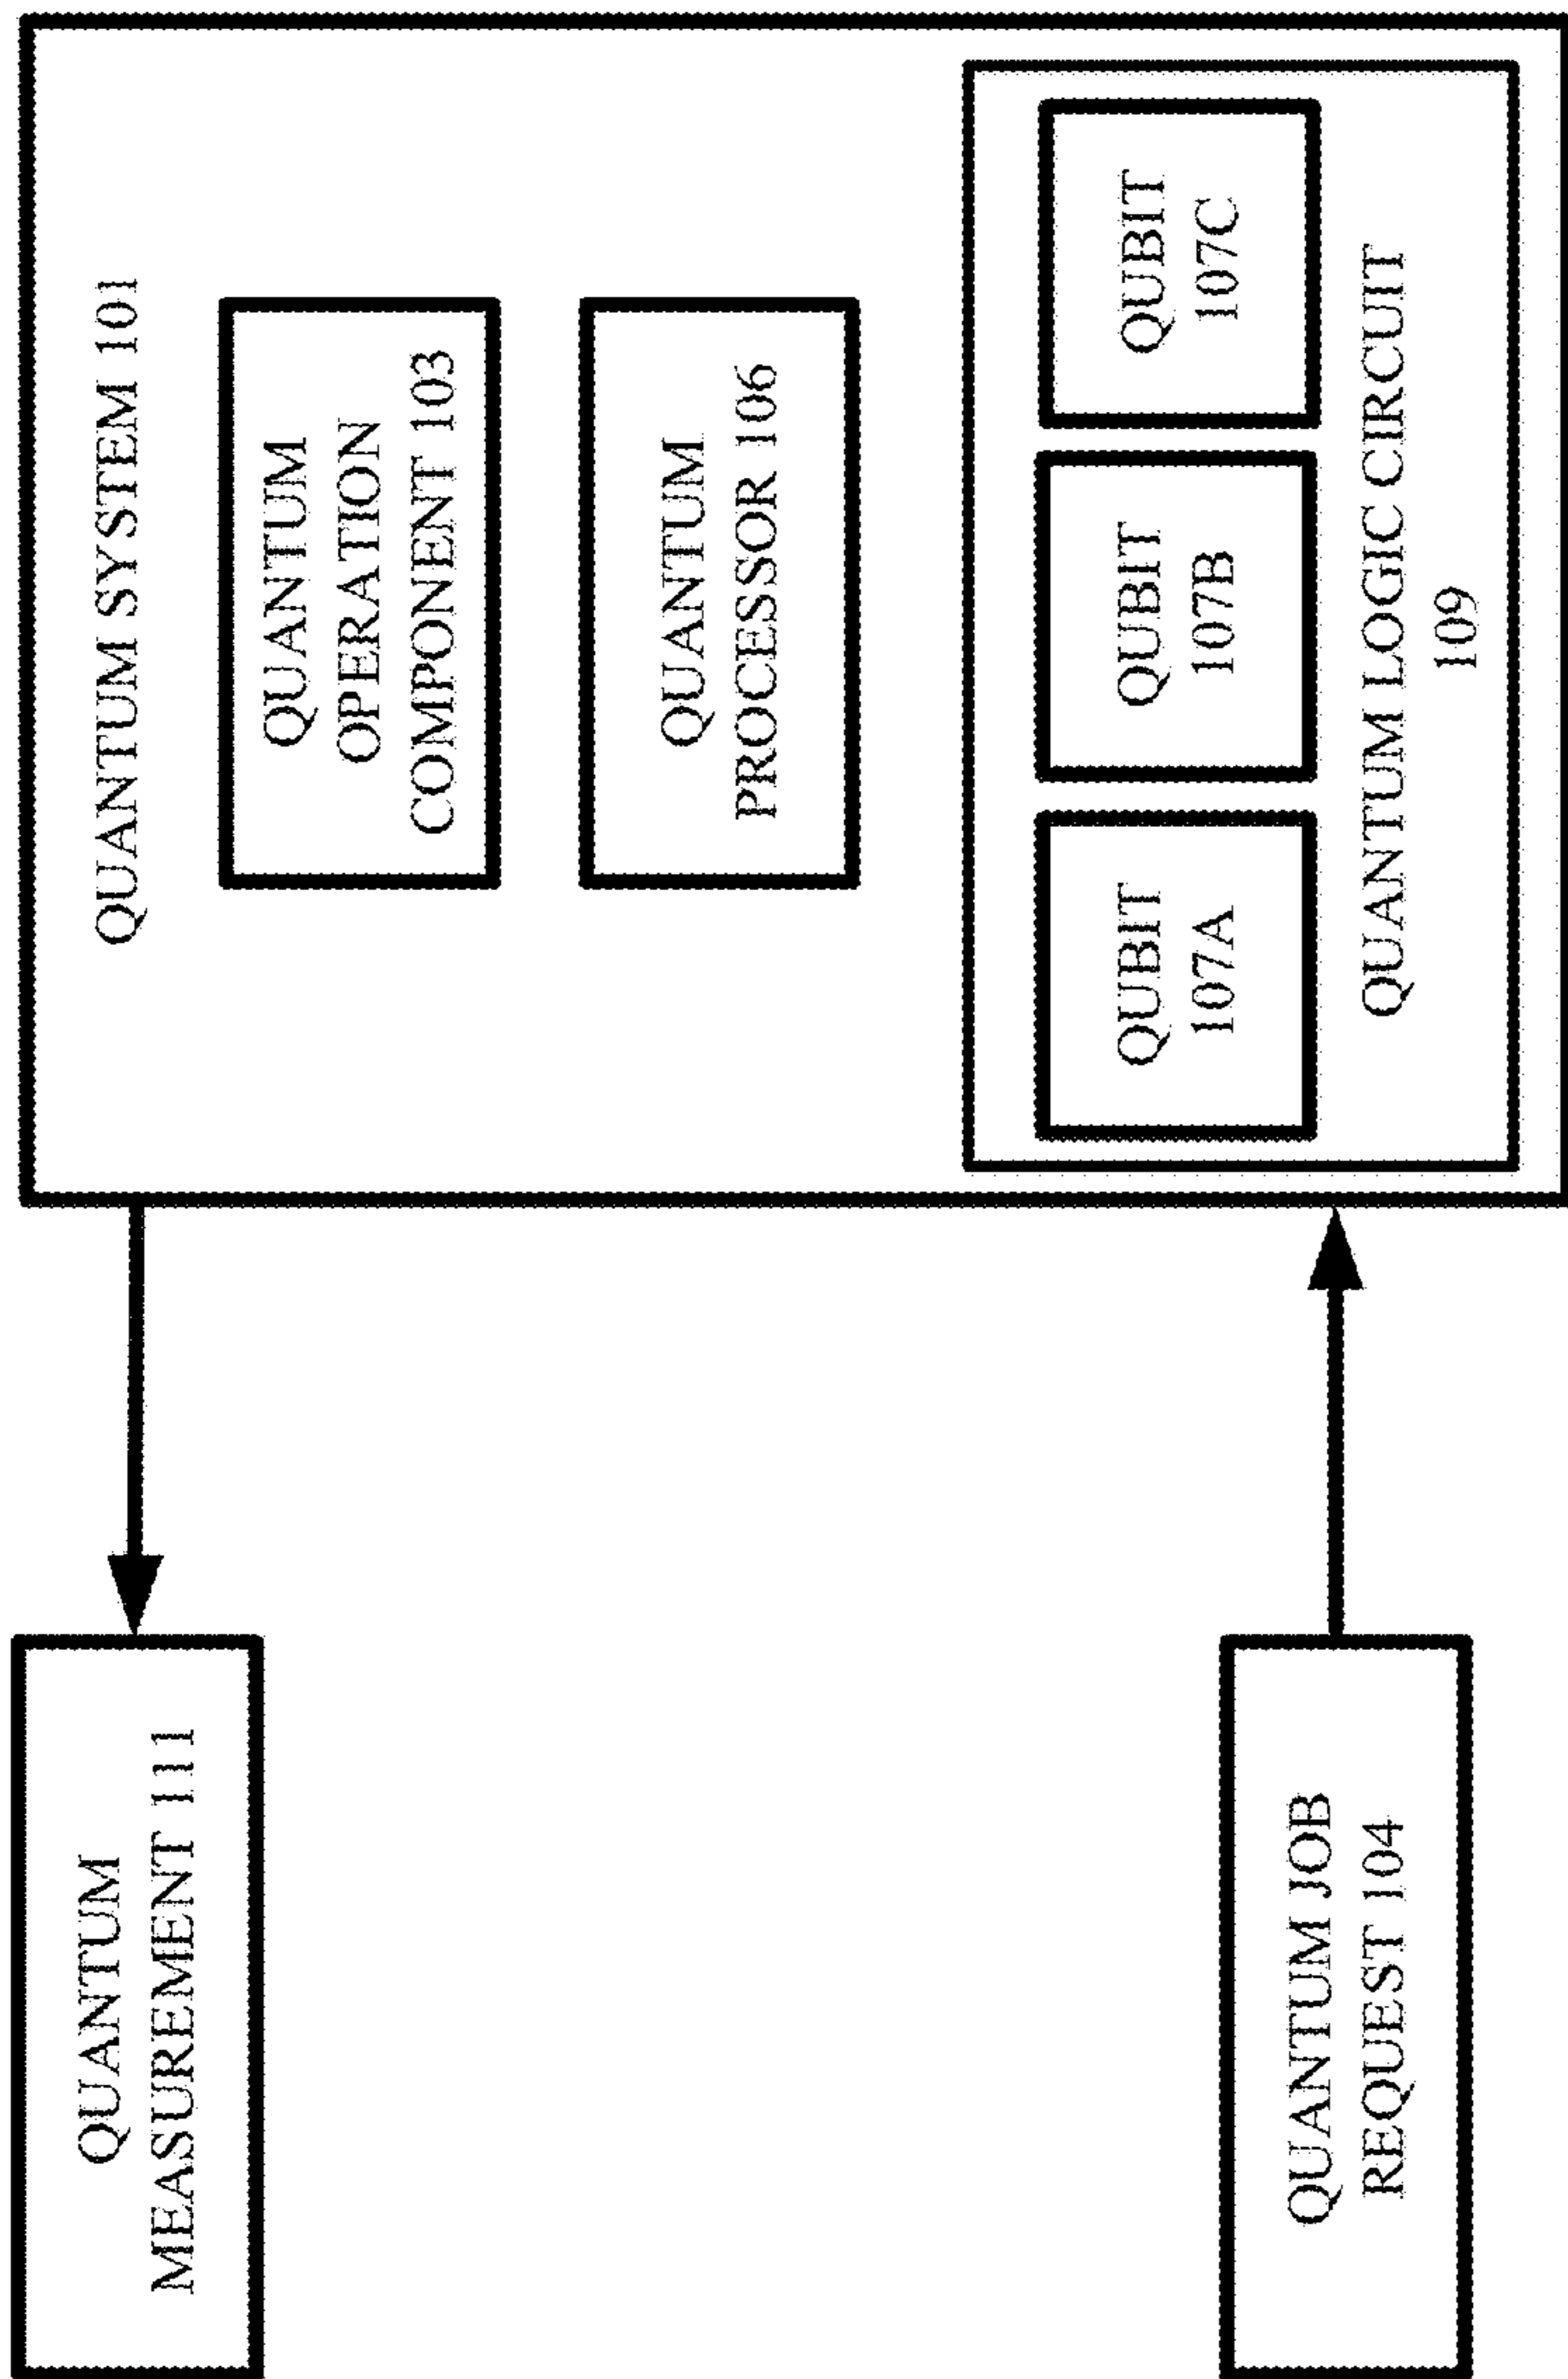 QUANTUM
MEASUREMENT 111
QUANTUM JOB
REQUEST 104
QUANTUM SYSTEM 101
QUANTUM
OPERATION
COMPONENT 103
QUANTUM
PROCESSOR 106
QUBIT
107A
QUBIT
107B
QUBIT
107C
QUANTUM LOGIC CIRCUIT
109